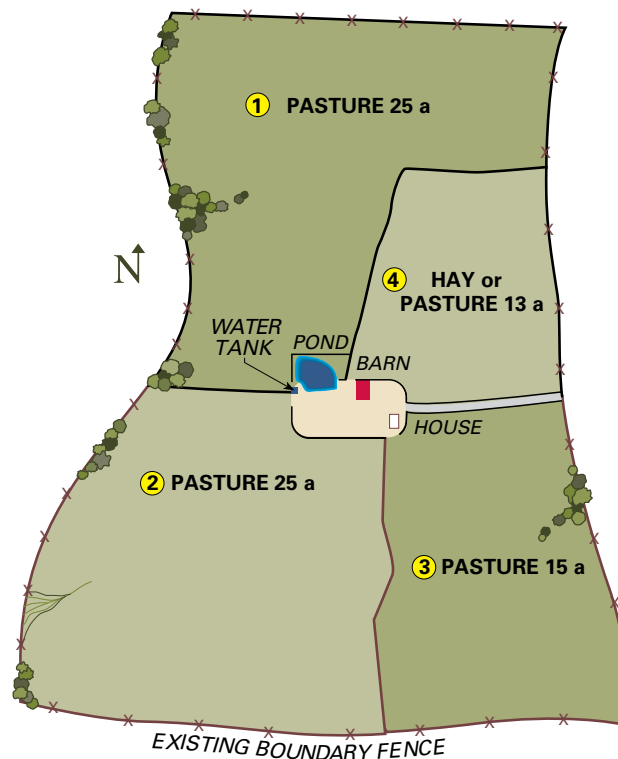 1 PASTURE 25 a
4 HAY or
PASTURE 13 a
N
WATER
TANK
POND
BARN
HOUSE
2 PASTURE 25 a
3 PASTURE 15 a
EXISTING BOUNDARY FENCE